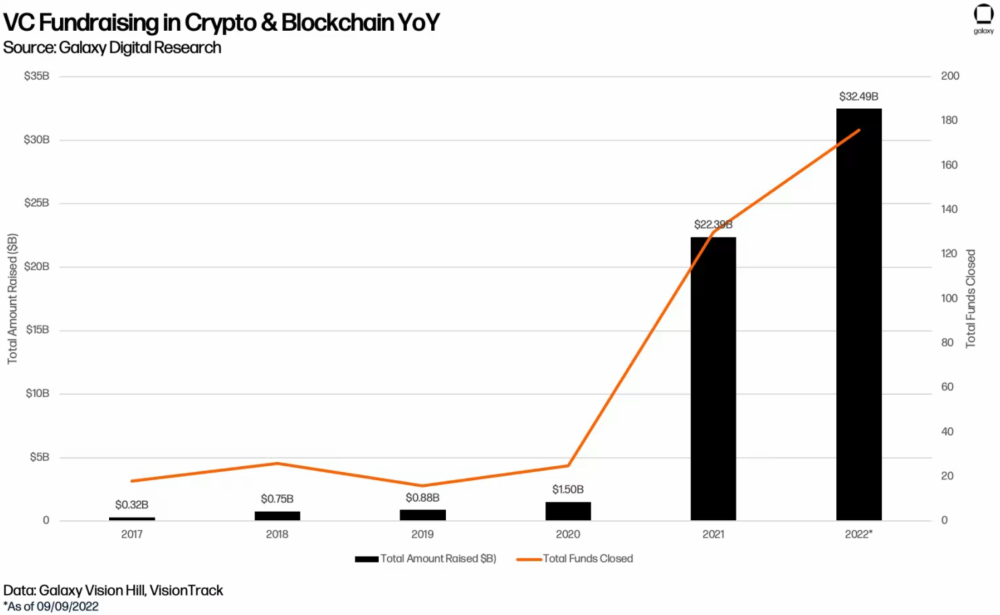 VC Fundraising in Crypto & Blockchain YoY
Source: Galaxy Digital Research
galaxy
$35B
$30B
$25B
$20B
$15B
$10B
$5B
0
Total Amount Raised ($B)
200
180
160
140
120
100
80
60
40
20
0
Total Funds Closed
$0.32B
$0.75B
$0.88B
$1.50B
$22.39B
$32.49B
2017 2018 2019 2020 2021 2022*
Total Amount Raised $B) Total Funds Closed
Data: Galaxy Vision Hill, VisionTrack
*As of 09/09/2022